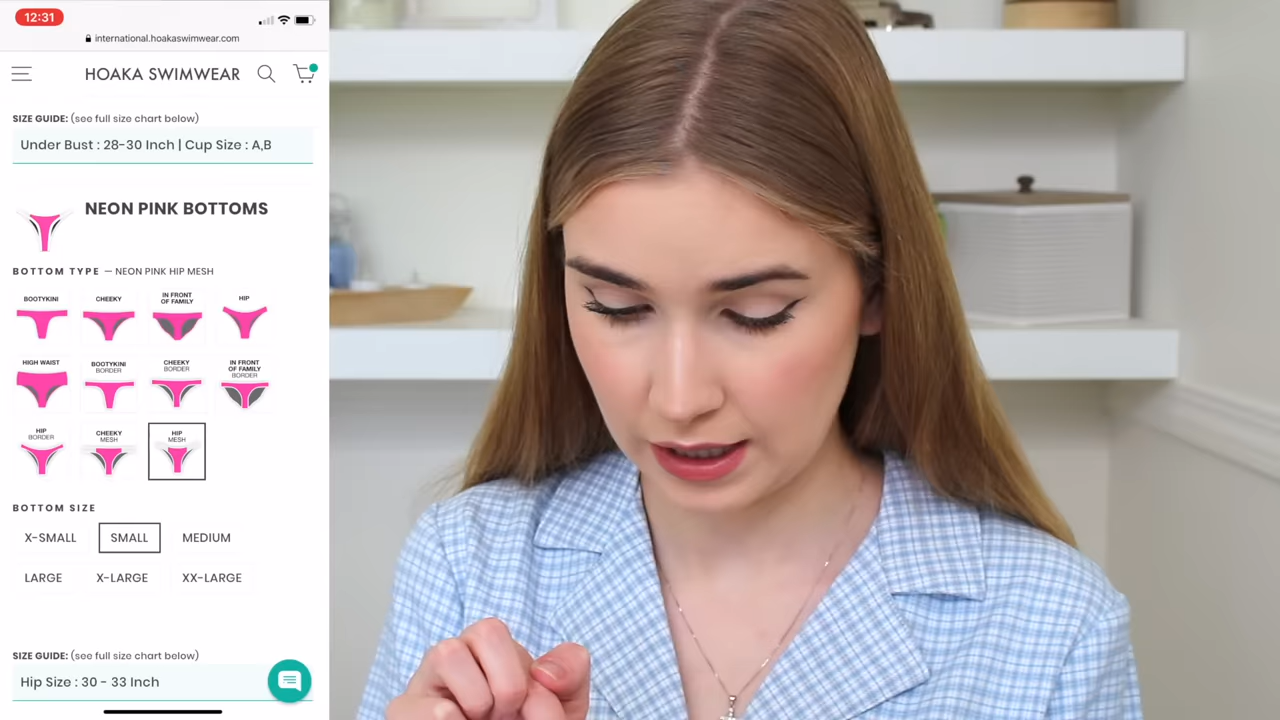 12:31
international.hoakaswimwear.com
HOAKA SWIMWEAR
SIZE GUIDE: (see full size chart below)
Under Bust : 28-30 Inch | Cup Size : A,B
NEON PINK BOTTOMS
BOTTOM TYPE — NEON PINK HIP MESH
BOOTYKINI
CHEEKY
IN FRONT
OF FAMILY
HIP
HIGH WAIST
BOOTYKINI
BORDER
CHEEKY
BORDER
IN FRONT
OF FAMILY
BORDER
HIP
BORDER
CHEEKY
MESH
HIP
MESH
BOTTOM SIZE
X-SMALL SMALL MEDIUM
LARGE X-LARGE XX-LARGE
SIZE GUIDE: (see full size chart below)
Hip Size : 30 - 33 Inch